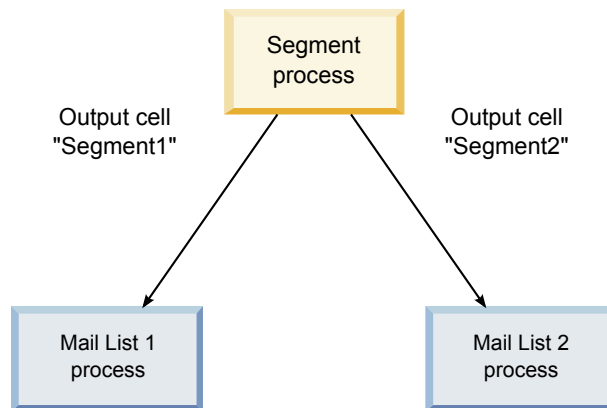 Segment
process
Output cell
"Segment1"
Output cell
"Segment2"
Mail List 1
process
Mail List 2
process